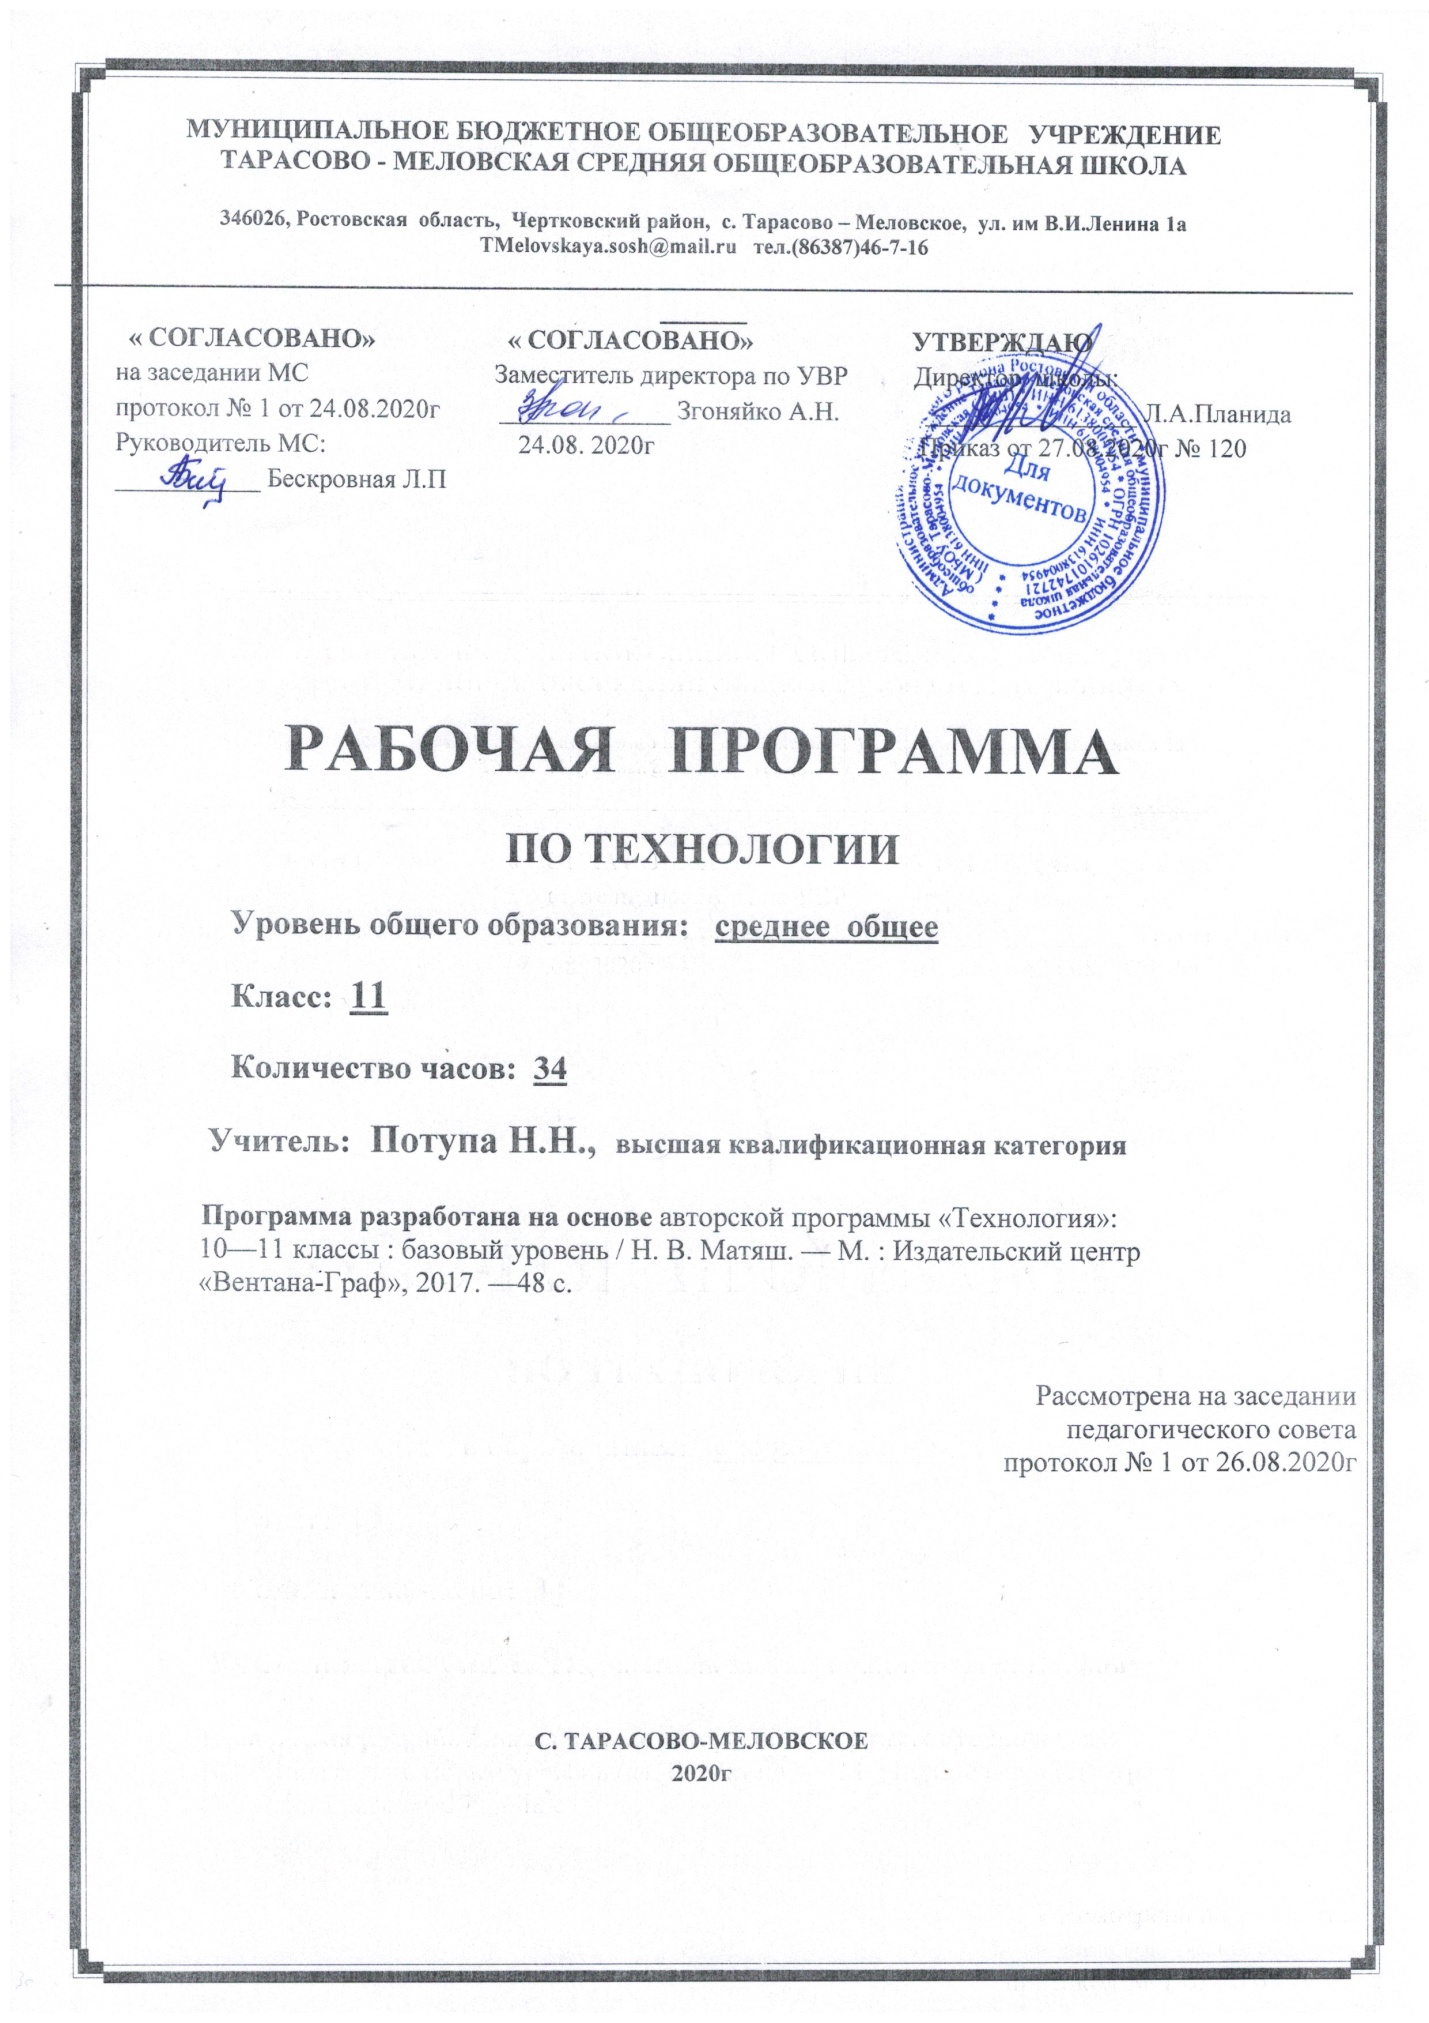 МУНИЦИПАЛЬНОЕ БЮДЖЕТНОЕ ОБЩЕОБРАЗОВАТЕЛЬНОЕ УЧРЕЖДЕНИЕ
ТАРАСОВО - МЕЛОВСКАЯ СРЕДНЯЯ ОБЩЕОБРАЗОВАТЕЛЬНАЯ ШКОЛА
346026, Ростовская область, Чертковский район, с. Тарасово – Меловское, ул. им В.И.Ленина 1а
TMelovskaya.sosh@mail.ru тел.(86387)46-7-16
« СОГЛАСОВАНО»
на заседании МС
протокол № 1 от 24.08.2020г
Руководитель МС:
Бескровная Л.П
« СОГЛАСОВАНО»
Заместитель директора по УВР
Згоняйко А.Н.
24.08. 2020г
УТВЕРЖДАЮ
Директор школы:
Л.А.Планида
Приказ от 27.08.2020г № 120
Для
документов
РАБОЧАЯ ПРОГРАММА
ПО ТЕХНОЛОГИИ
Уровень общего образования: среднее общее
Класс: 11
Количество часов: 34
Учитель: Потупа Н.Н., высшая квалификационная категория
Программа разработана на основе авторской программы «Технология»:
10—11 классы : базовый уровень / Н. В. Матяш. — М. : Издательский центр
«Вентана-Граф», 2017. —48 с.
Рассмотрена на заседании
педагогического совета
протокол № 1 от 26.08.2020г
С. ТАРАСОВО-МЕЛОВСКОЕ
2020г